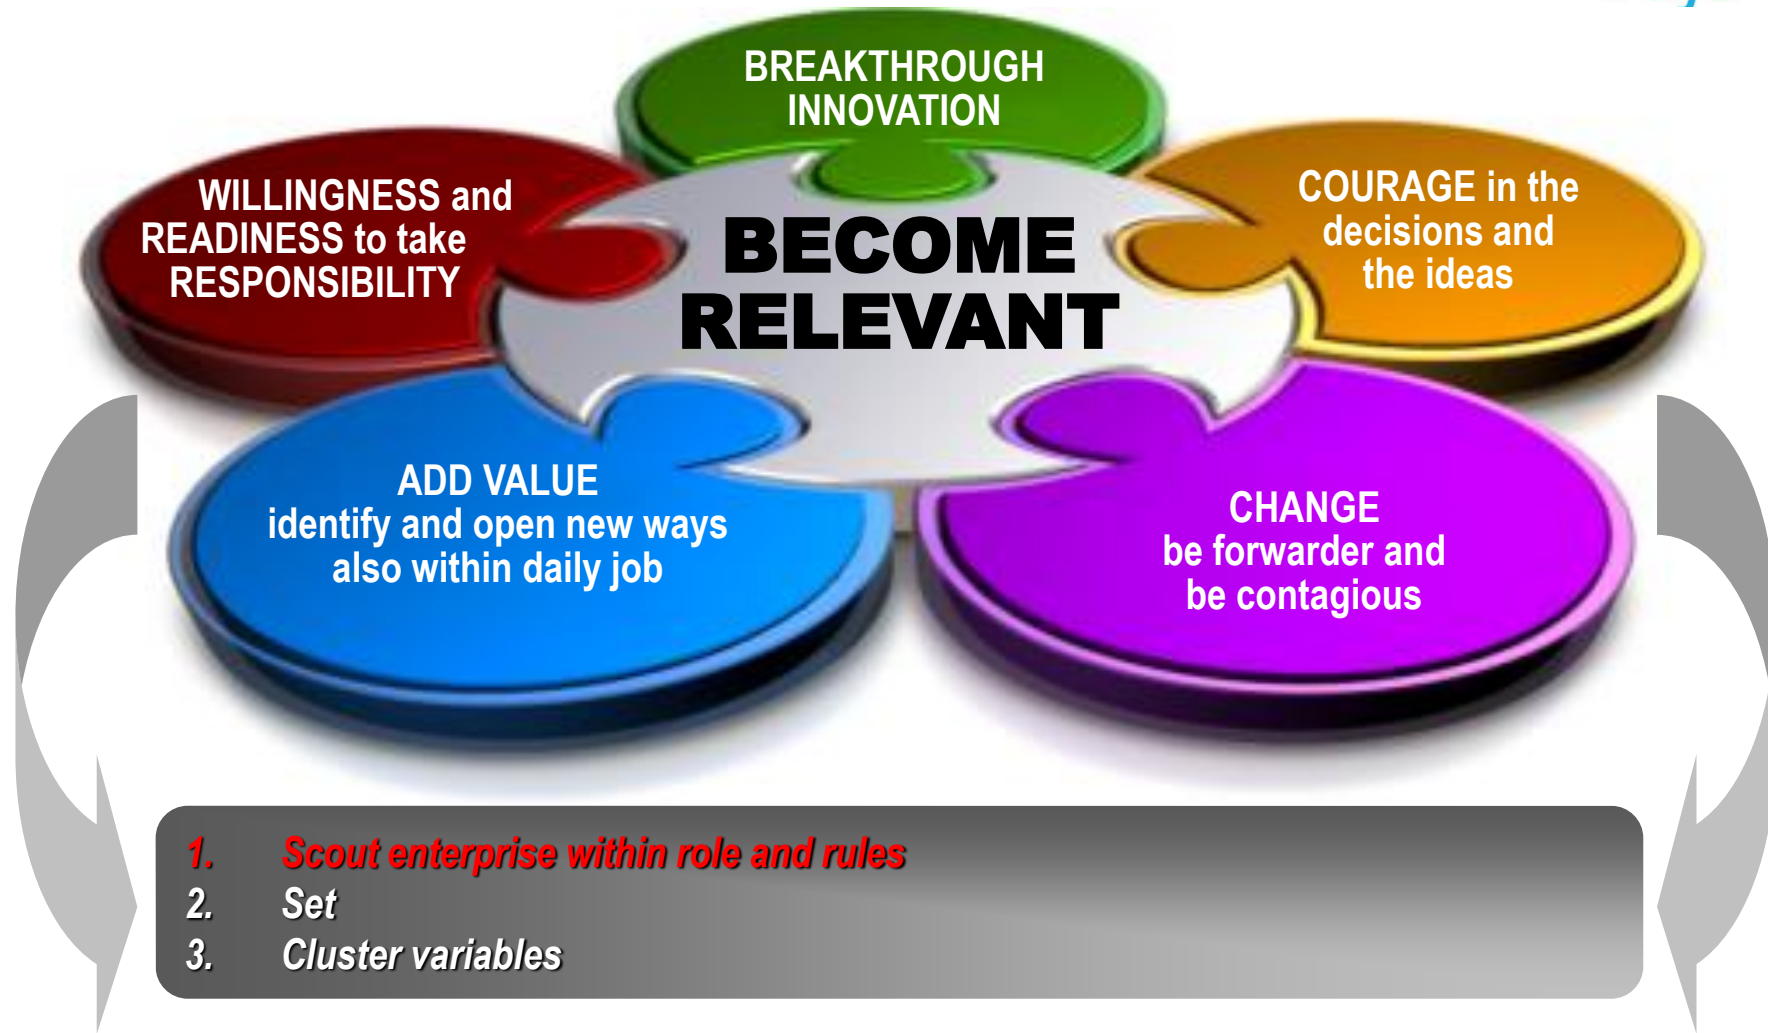 BREAKTHROUGH
INNOVATION
WILLINGNESS and
READINESS to take
RESPONSIBILITY
COURAGE in the
decisions and
the ideas
BECOME
RELEVANT
ADD VALUE
identify and open new ways
also within daily job
CHANGE
be forwarder and
be contagious
1. Scout enterprise within role and rules
2. Set
3. Cluster variables